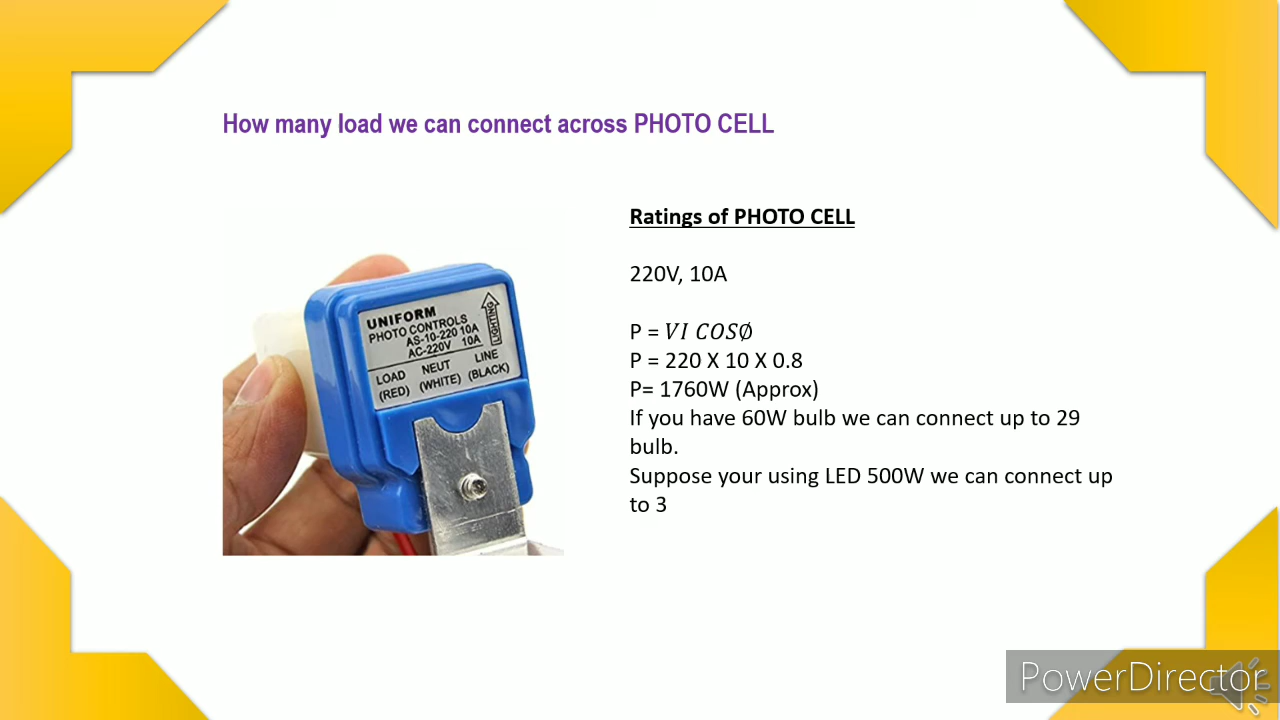 How many load we can connect across PHOTO CELL
Ratings of PHOTO CELL
220V, 10A
P = 𝑉𝐼 𝐶𝑂𝑆∅
P = 220 X 10 X 0.8
P= 1760W (Approx)
If you have 60W bulb we can connect up to 29
bulb.
Suppose your using LED 500W we can connect up
to 3
UNIFORM
PHOTO CONTROLS
AS-10-220 10A
AC-220V 10A
LIGHTING
LOAD NEUT LINE
(RED) (WHITE) (BLACK)
PowerDirector